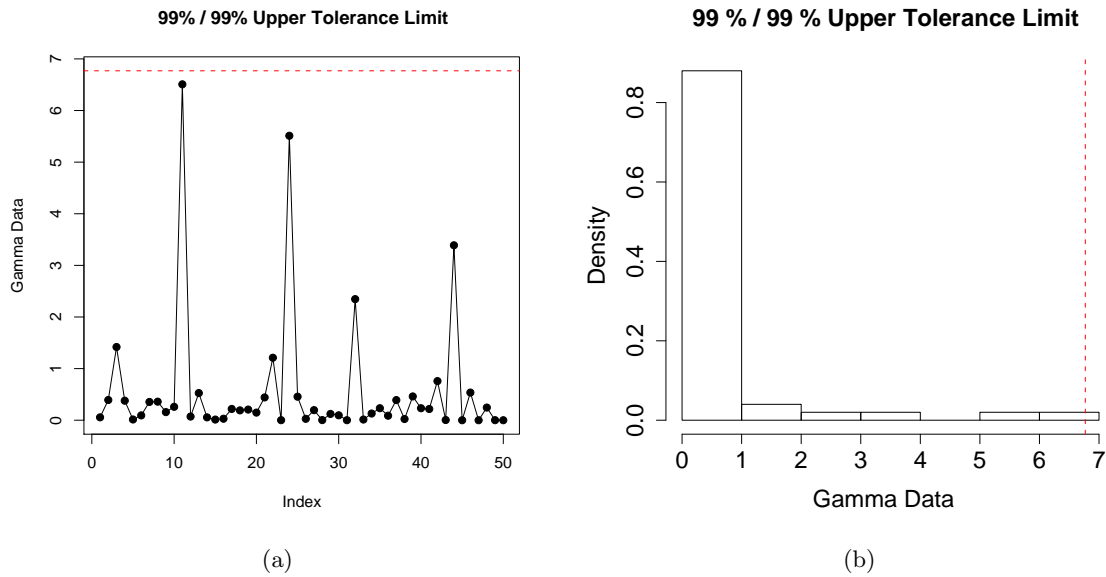 99% / 99% Upper Tolerance Limit
Gamma Data
7
6
5
4
3
2
1
0
0 10 20 30 40 50
Index
(a)
99 % / 99 % Upper Tolerance Limit
Density
0.8
0.6
0.4
0.2
0.0
0 1 2 3 4 5 6 7
Gamma Data
(b)